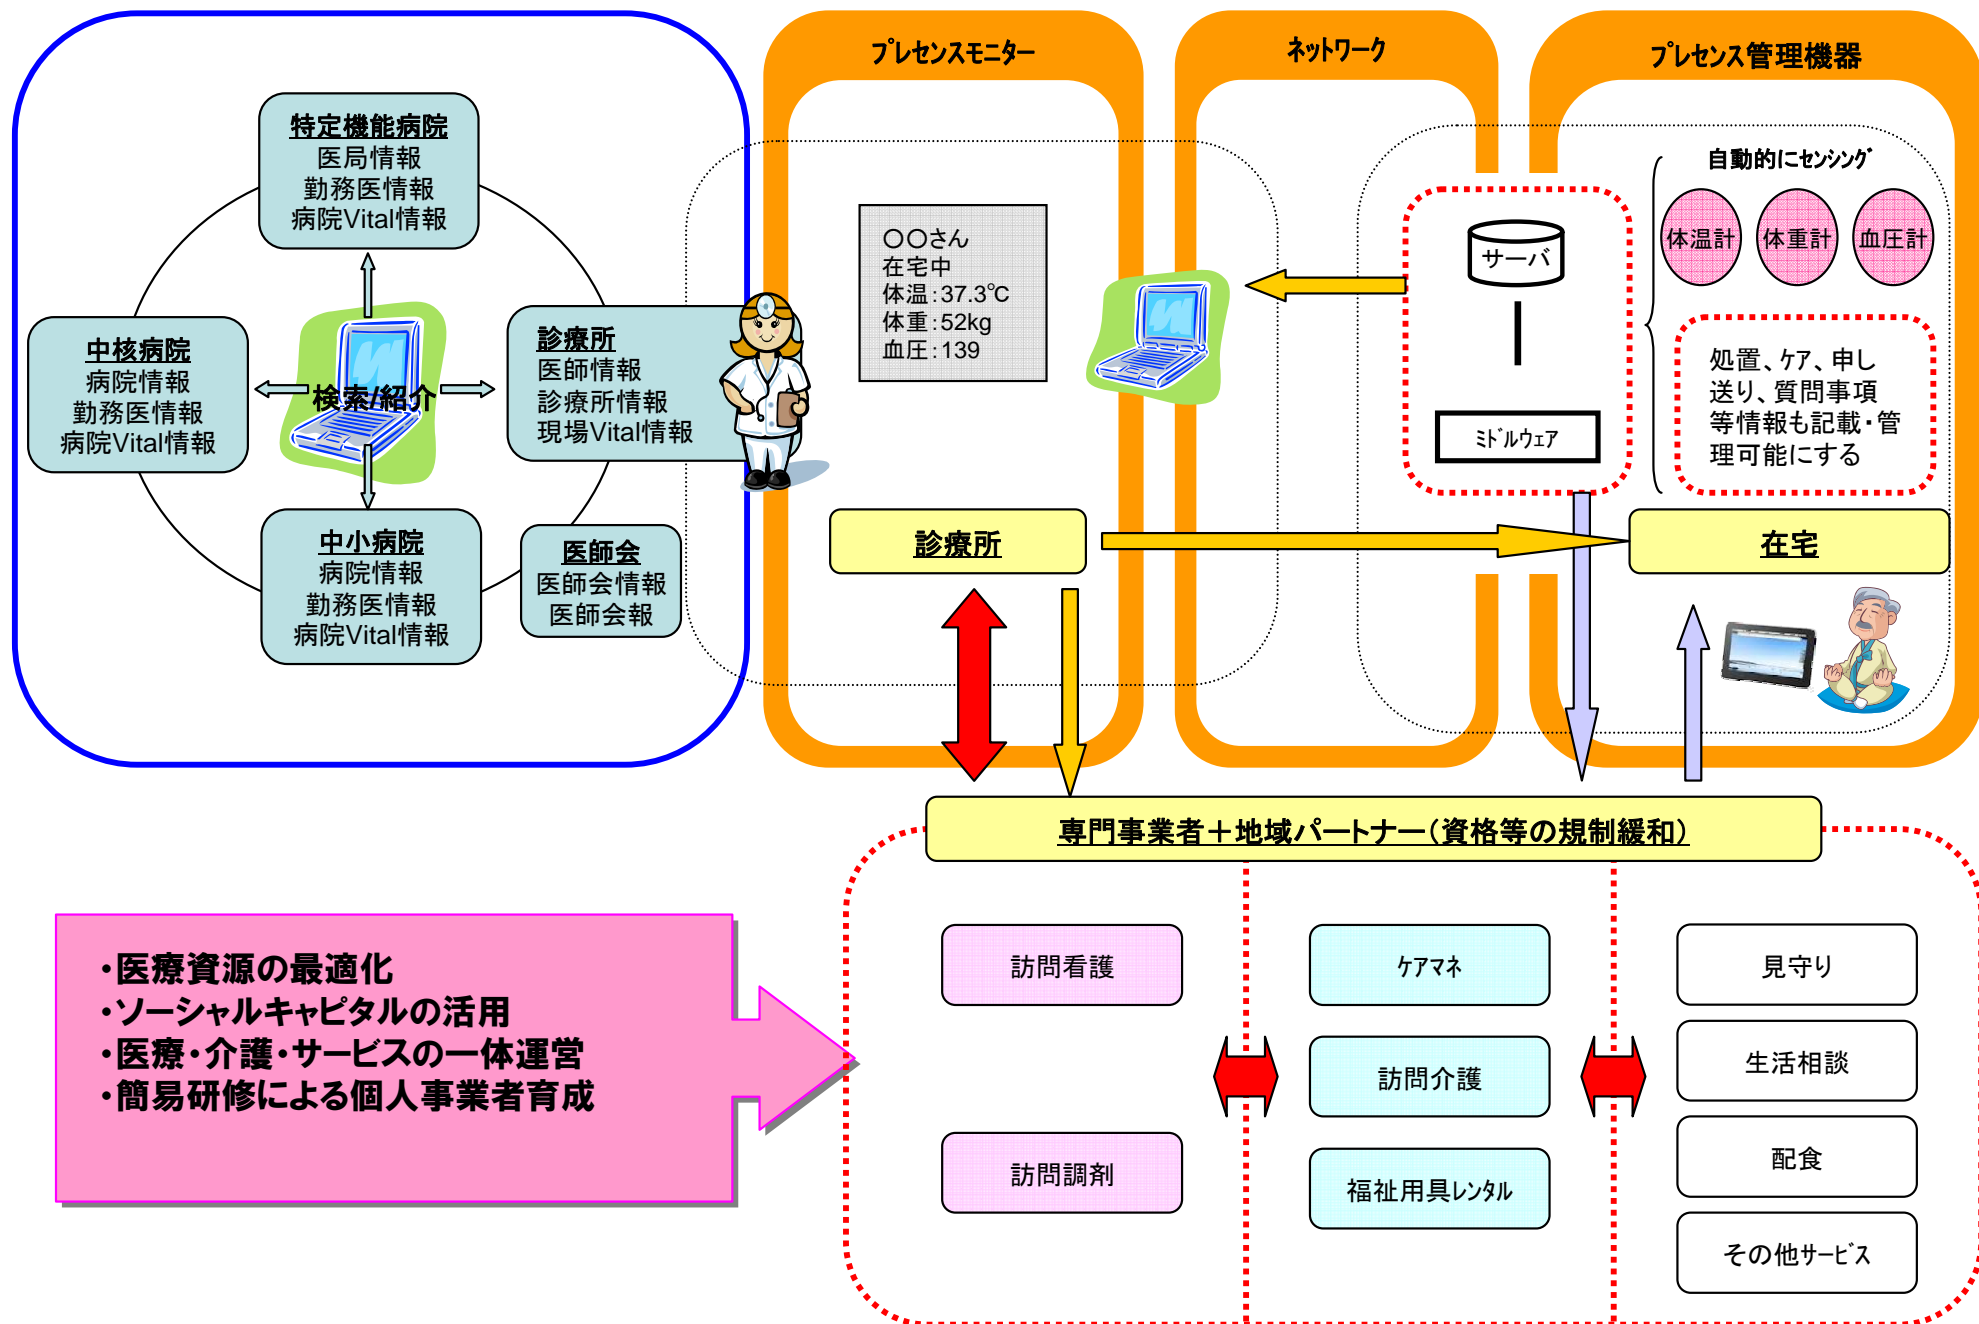 プレセンスモニター
ネットワーク
プレセンス管理機器
特定機能病院
医局情報
勤務医情報
病院Vital情報
中核病院
病院情報
勤務医情報
病院Vital情報
検索/紹介
診療所
医師情報
診療所情報
現場Vital情報
中小病院
病院情報
勤務医情報
病院Vital情報
医師会
医師会情報
医師会報
〇〇さん
在宅中
体温:37.3℃
体重:52kg
血圧:139
サーバ
ミドルウェア
自動的にセンシング
体温計
体重計
血圧計
処置、ケア、申し
送り、質問事項
等情報も記載・管
理可能にする
診療所
在宅
専門事業者＋地域パートナー(資格等の規制緩和)
・医療資源の最適化
・ソーシャルキャピタルの活用
・医療・介護・サービスの一体運営
・簡易研修による個人事業者育成
訪問看護
訪問調剤
ケアマネ
訪問介護
福祉用具レンタル
見守り
生活相談
配食
その他サービス